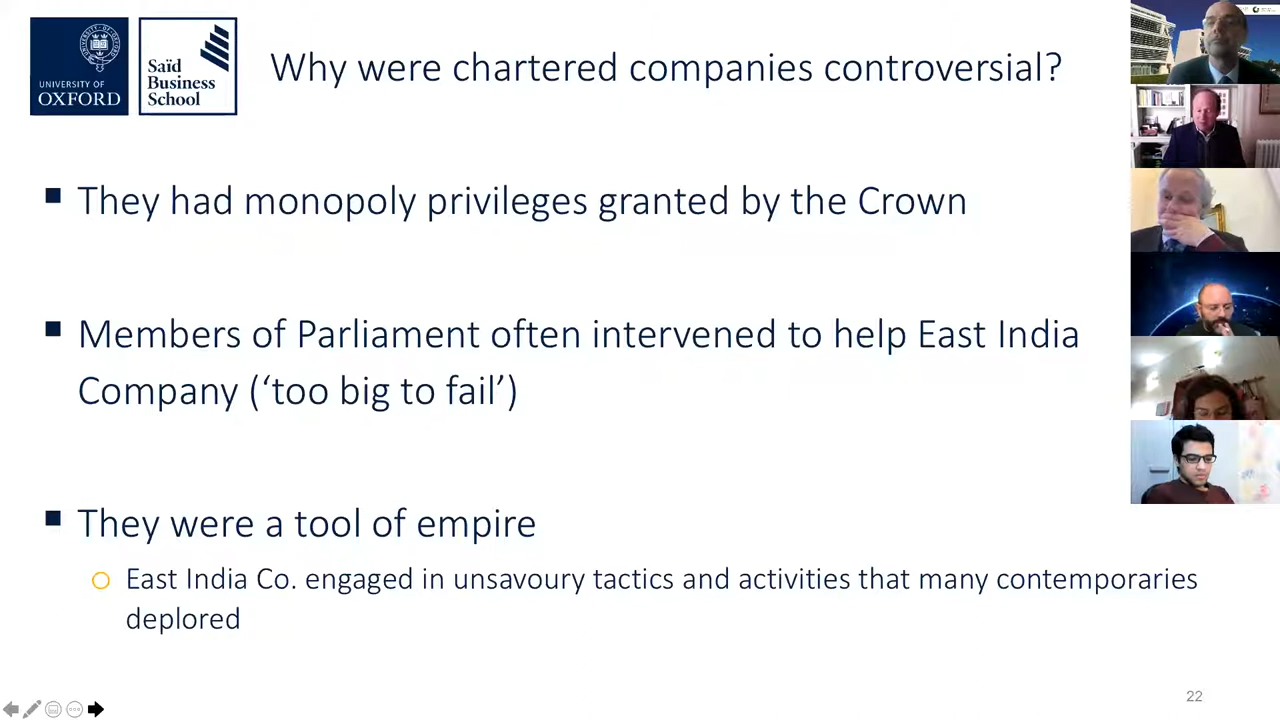 UNIVERSITY OF
OXFORD
Saïd
Business
School
Why were chartered companies controversial?
▪ They had monopoly privileges granted by the Crown
▪ Members of Parliament often intervened to help East India
Company (‘too big to fail’)
▪ They were a tool of empire
○ East India Co. engaged in unsavoury tactics and activities that many contemporaries
deplored
22